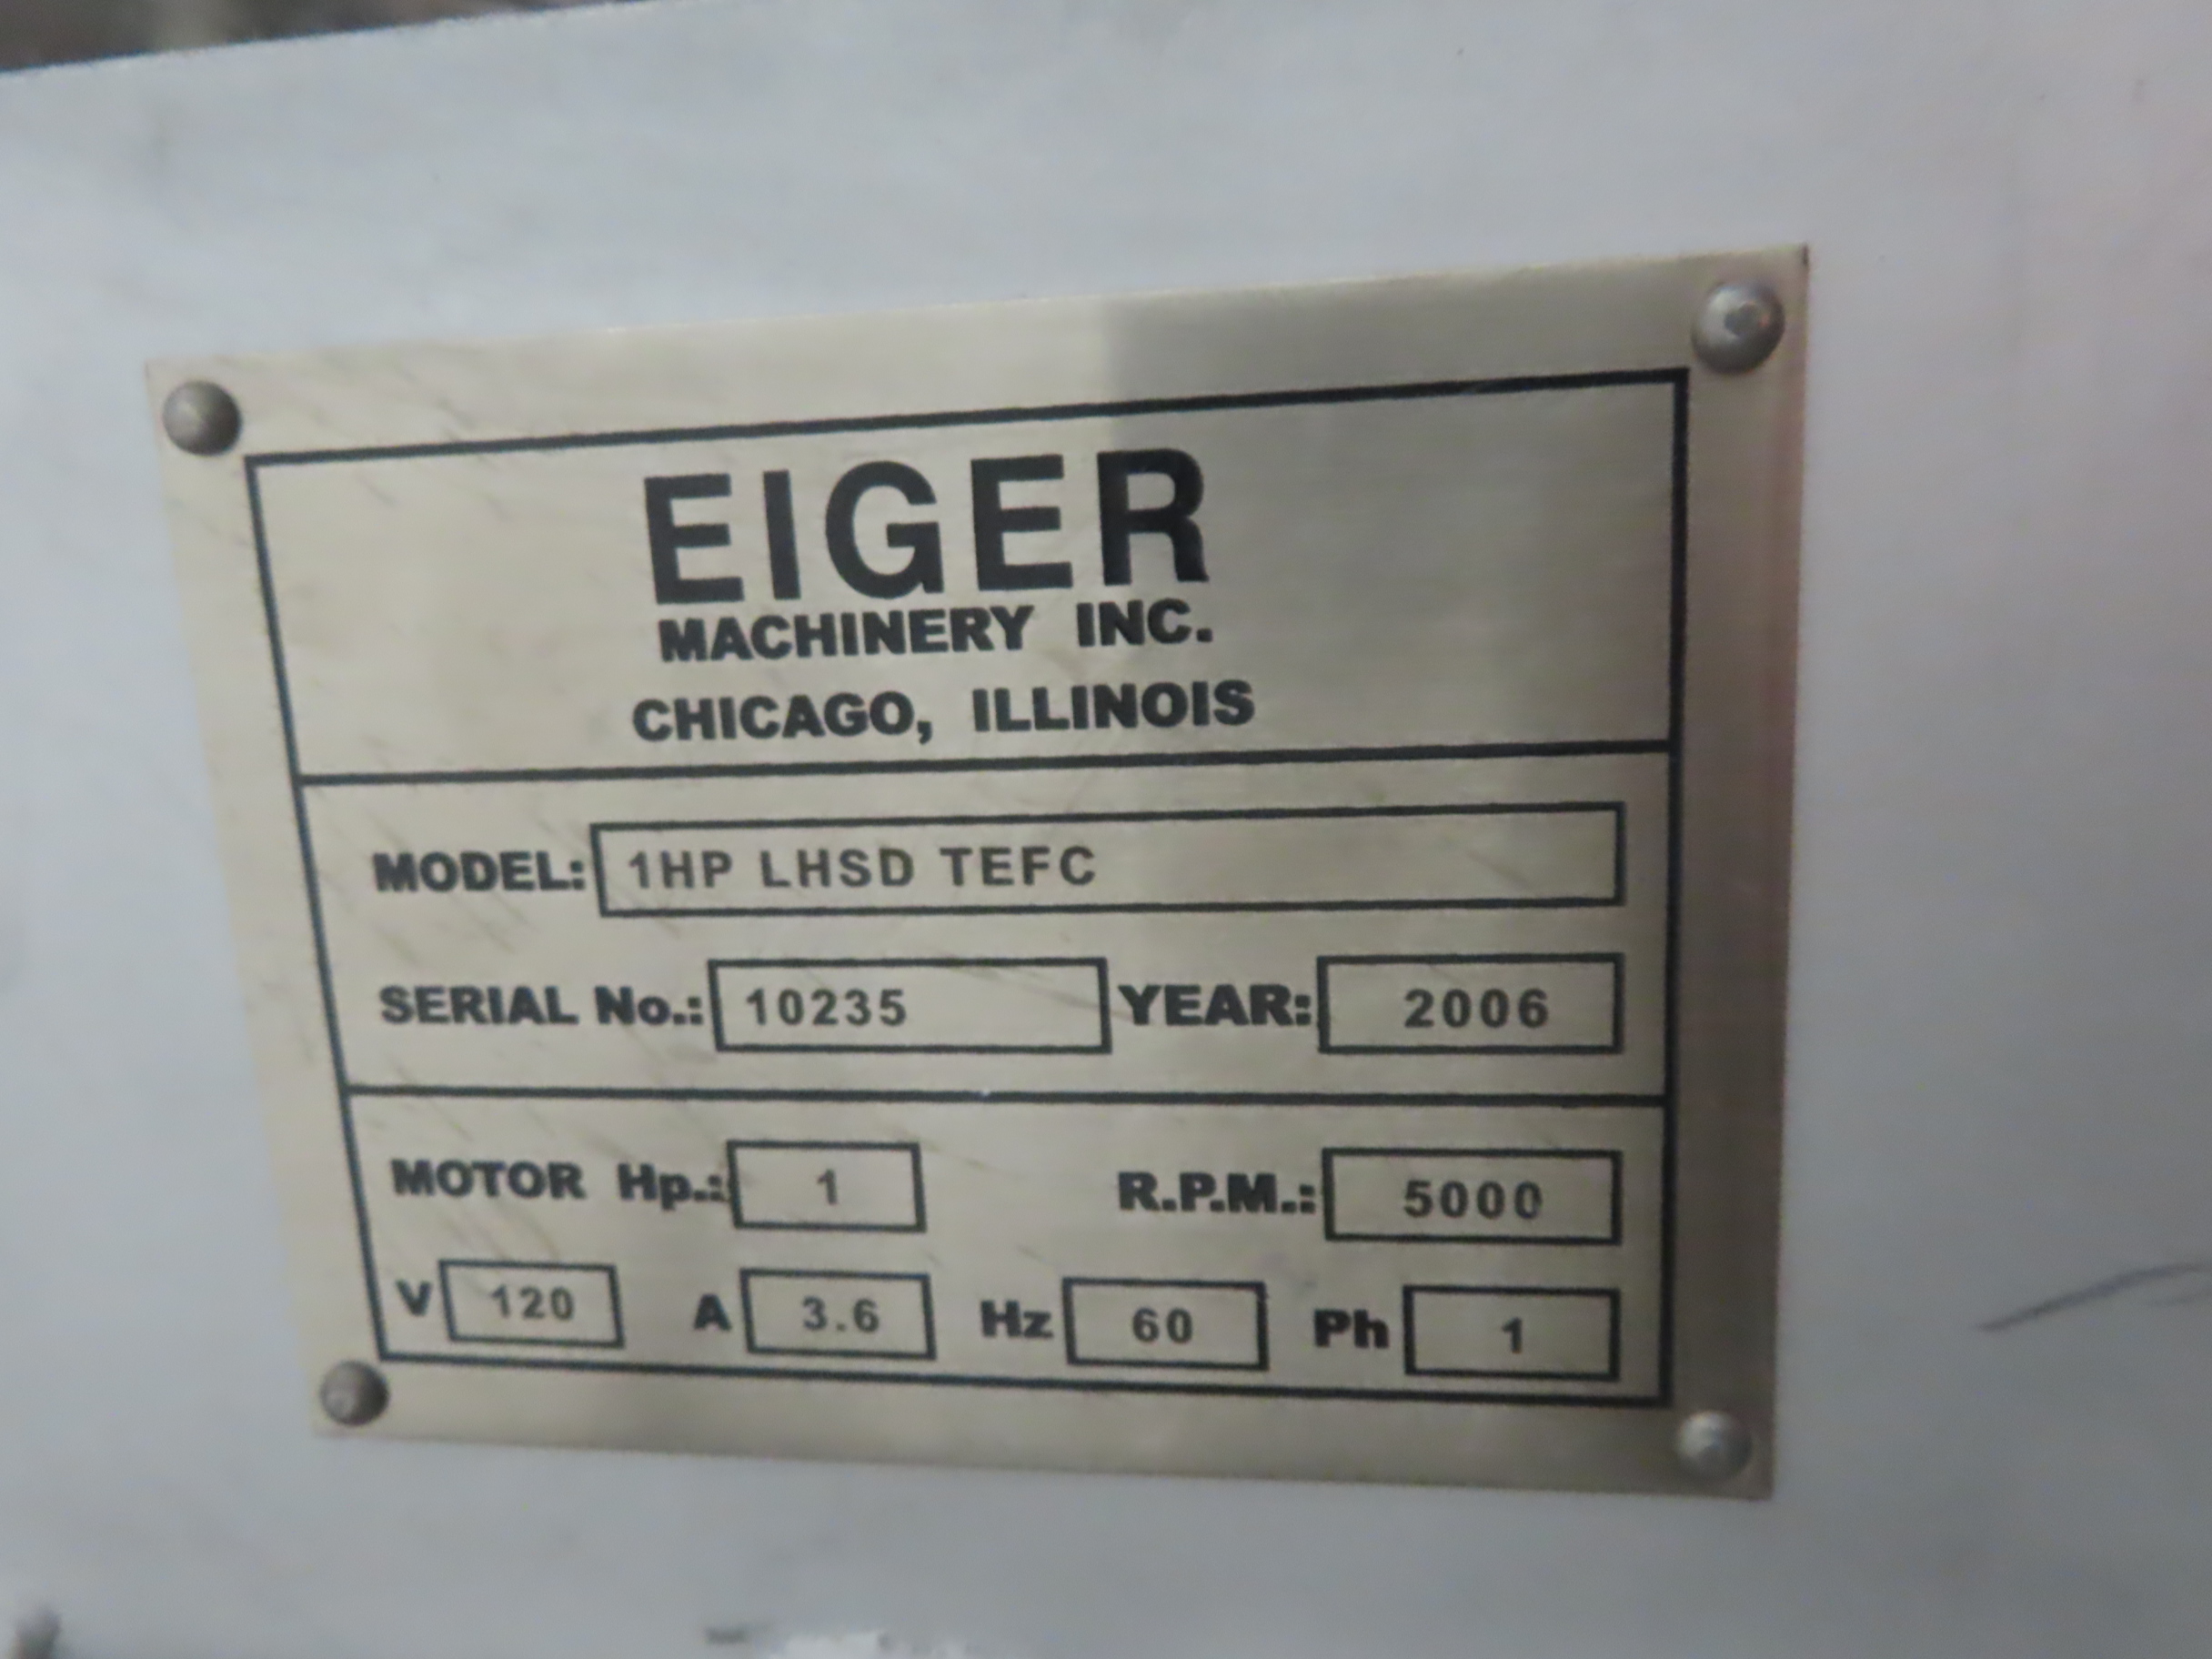 EIGER
MACHINERY INC.
CHICAGO, ILLINOIS
MODEL: 1HP LHSD TEFC
SERIAL No.: 10235 YEAR: 2006
MOTOR Hp.: 1 R.P.M.: 5000
V 120 A 3.6 Hz 60 Ph 1